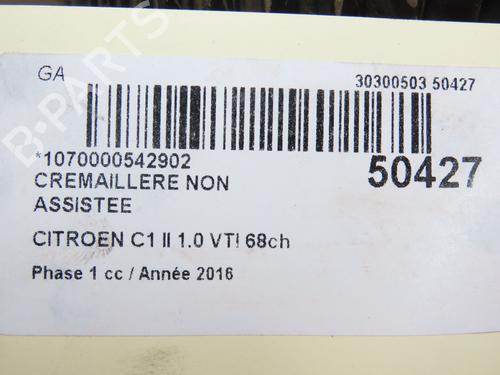 GA
30300503 50427
*1070000542902
50427
CREMAILLERE NON
ASSISTEE
CITROEN C1 II 1.0 VTI 68ch
Phase 1 cc / Année 2016
B-PARTS